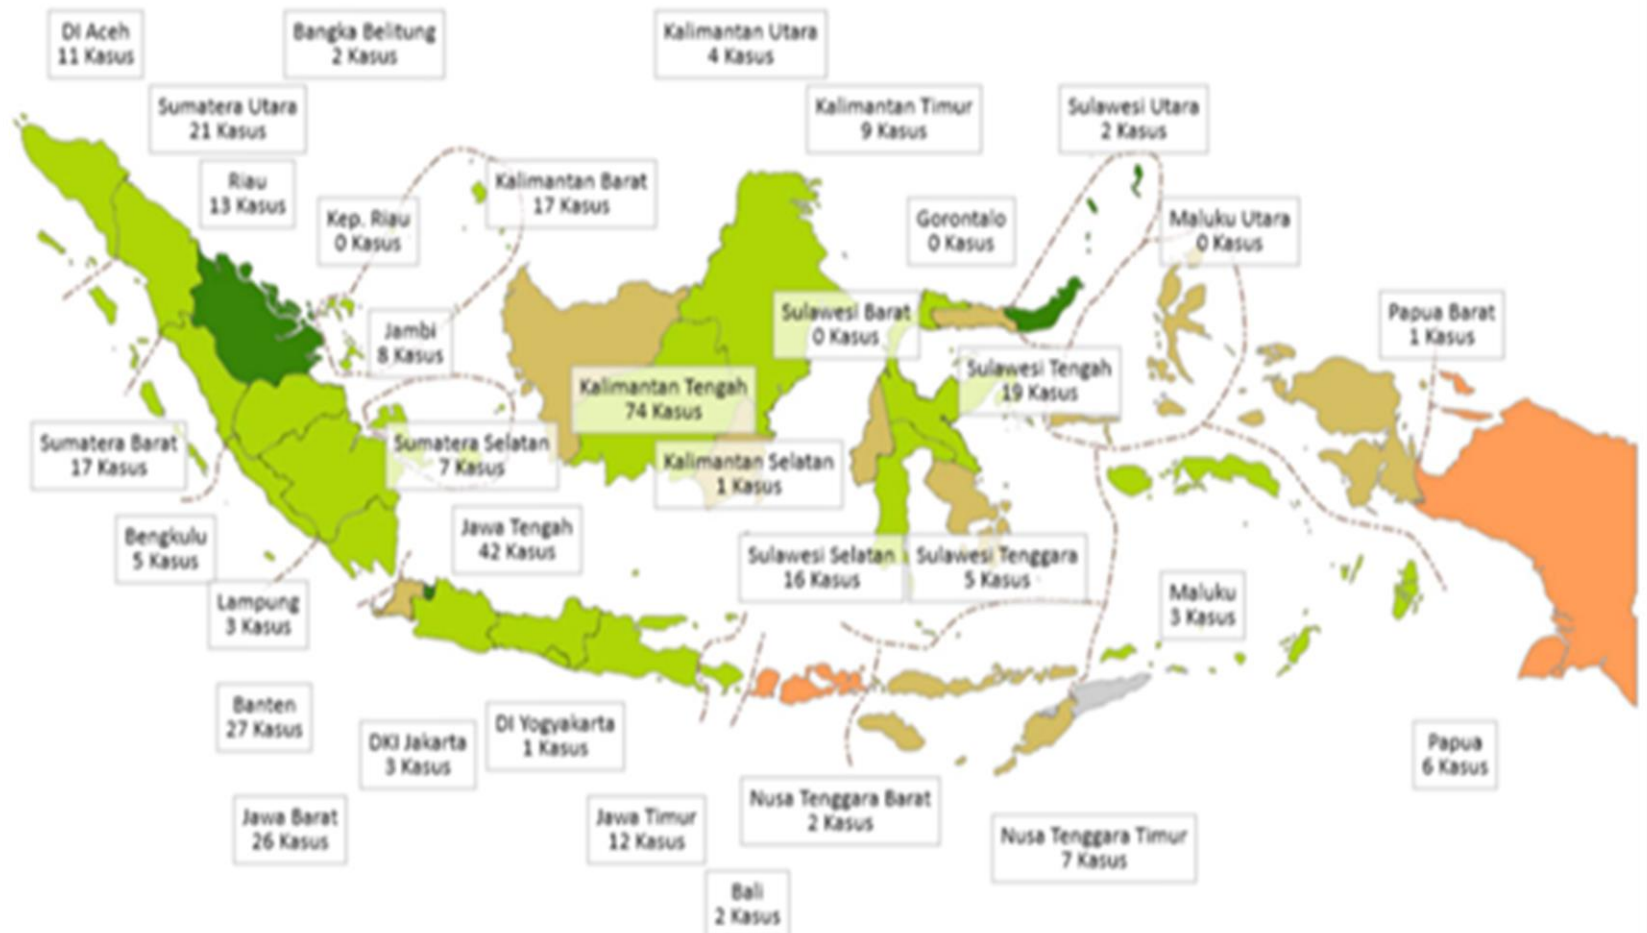 DI Aceh
11 Kasus
Bangka Belitung
2 Kasus
Kalimantan Utara
4 Kasus
Sumatera Utara
21 Kasus
Kalimantan Timur
9 Kasus
Sulawesi Utara
2 Kasus
Riau
13 Kasus
Kalimantan Barat
17 Kasus
Kep. Riau
0 Kasus
Gorontalo
0 Kasus
Maluku Utara
0 Kasus
Sulawesi Barat
0 Kasus
Papua Barat
1 Kasus
Jambi
8 Kasus
Sulawesi Tengah
19 Kasus
Kalimantan Tengah
74 Kasus
Sumatera Barat
17 Kasus
Sumatera Selatan
7 Kasus
Kalimantan Selatan
1 Kasus
Bengkulu
5 Kasus
Jawa Tengah
42 Kasus
Sulawesi Selatan
16 Kasus
Sulawesi Tenggara
5 Kasus
Lampung
3 Kasus
Maluku
3 Kasus
Banten
27 Kasus
DKI Jakarta
3 Kasus
DI Yogyakarta
1 Kasus
Papua
6 Kasus
Jawa Barat
26 Kasus
Jawa Timur
12 Kasus
Nusa Tenggara Barat
2 Kasus
Nusa Tenggara Timur
7 Kasus
Bali
2 Kasus